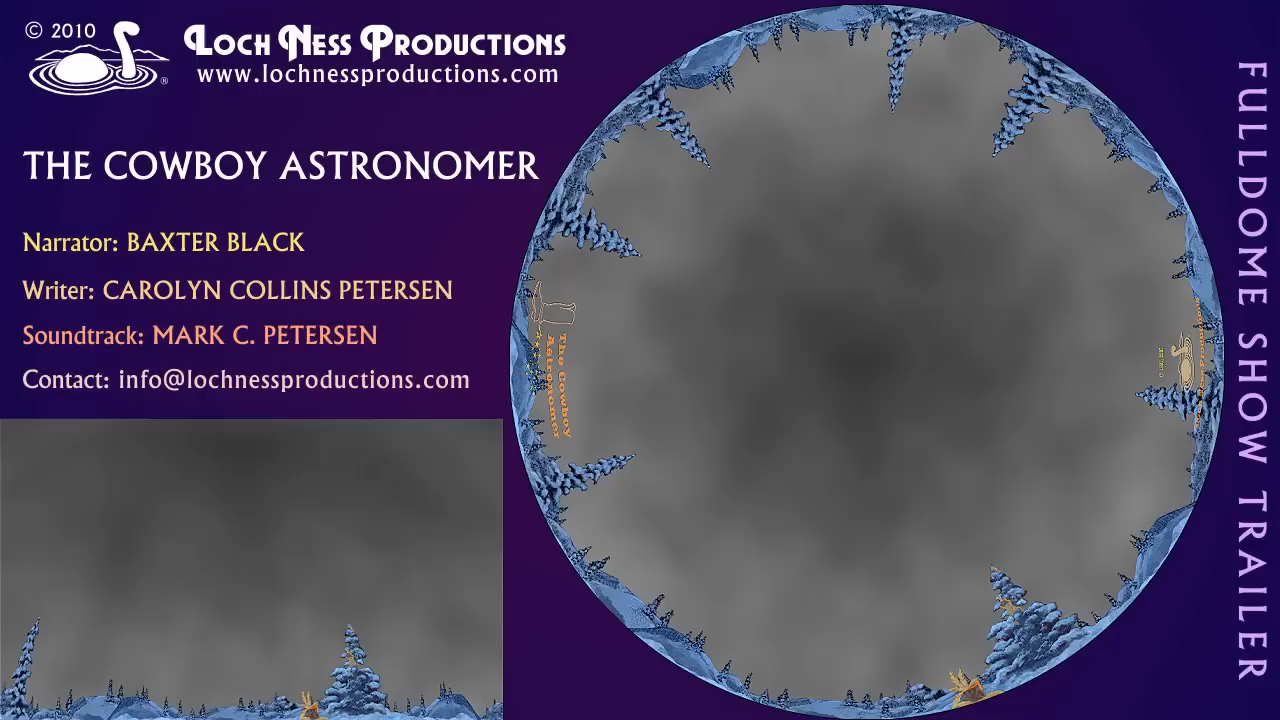 © 2010
LOCH NESS PRODUCTIONS
®
www.lochnessproductions.com
THE COWBOY ASTRONOMER
Narrator: BAXTER BLACK
Writer: CAROLYN COLLINS PETERSEN
Soundtrack: MARK C. PETERSEN
Contact: info@lochnessproductions.com
The Cowboy
Astronomer
FULLDOME SHOW TRAILER